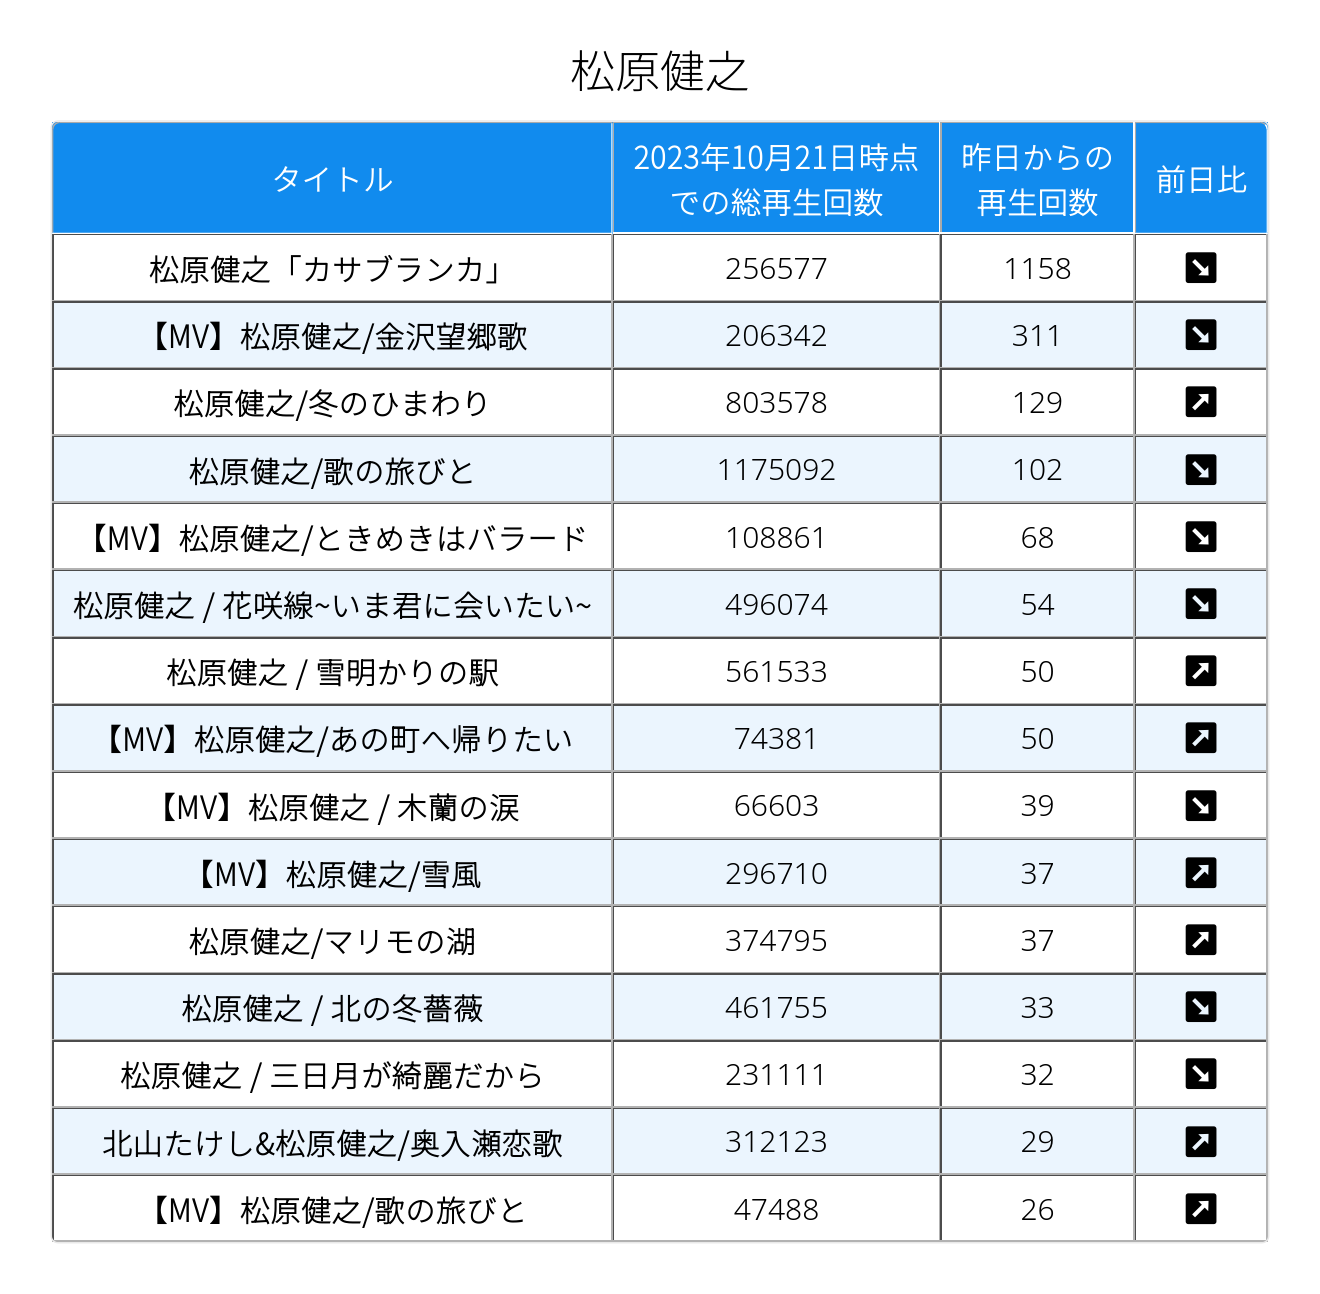 松原健之
タイトル
2023年10月21日時点
での総再生回数
昨日からの
再生回数
前日比
松原健之「カサブランカ」 256577 1158
【MV】松原健之/金沢望郷歌 206342 311
松原健之/冬のひまわり 803578 129
松原健之/歌の旅びと 1175092 102
【MV】松原健之/ときめきはバラード 108861 68
松原健之 / 花咲線~いま君に会いたい~ 496074 54
松原健之 / 雪明かりの駅 561533 50
【MV】松原健之/あの町へ帰りたい 74381 50
【MV】松原健之 / 木蘭の涙 66603 39
【MV】松原健之/雪風 296710 37
松原健之/マリモの湖 374795 37
松原健之 / 北の冬薔薇 461755 33
松原健之 / 三日月が綺麗だから 231111 32
北山たけし&松原健之/奥入瀬恋歌 312123 29
【MV】松原健之/歌の旅びと 47488 26